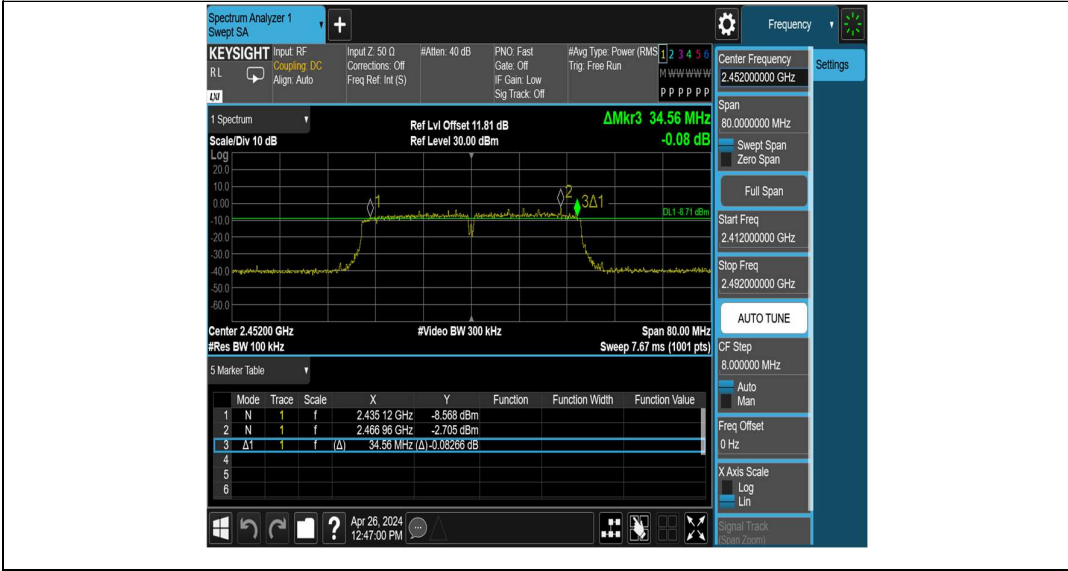 Spectrum Analyzer 1
Swept SA
Frequency
KEYSIGHT Input: RF Input Z: 50 Ω #Atten: 40 dB PNO: Fast #Avg Type: Power (RMS 1 2 3 4 5 6
R L Coupling: DC Corrections: Off Gate: Off Trig: Free Run M W W W W W
Align: Auto Freq Ref: Int (S) IF Gain: Low
LXI Sig Track: Off P P P P P P
1 Spectrum
Ref Lvl Offset 11.81 dB ΔMkr3 34.56 MHz
Scale/Div 10 dB Ref Level 30.00 dBm -0.08 dB
Log
20.0
10.0
0.00
-10.0
-20.0
-30.0
-40.0
-50.0
-60.0
1
2
3Δ1
DL1 -8.71 dBm
Center 2.45200 GHz #Video BW 300 kHz Span 80.00 MHz
#Res BW 100 kHz Sweep 7.67 ms (1001 pts)
5 Marker Table
Mode Trace Scale X Y Function Function Width Function Value
1 N 1 f 2.435 12 GHz -8.568 dBm
2 N 1 f 2.466 96 GHz -2.705 dBm
3 Δ1 1 f (Δ) 34.56 MHz (Δ) -0.08266 dB
4
5
6
? Apr 26, 2024
12:47:00 PM
Center Frequency
2.452000000 GHz
Settings
Span
80.0000000 MHz
Swept Span
Zero Span
Full Span
Start Freq
2.412000000 GHz
Stop Freq
2.492000000 GHz
AUTO TUNE
CF Step
8.000000 MHz
Auto
Man
Freq Offset
0 Hz
X Axis Scale
Log
Lin
Signal Track
(Span Zoom)